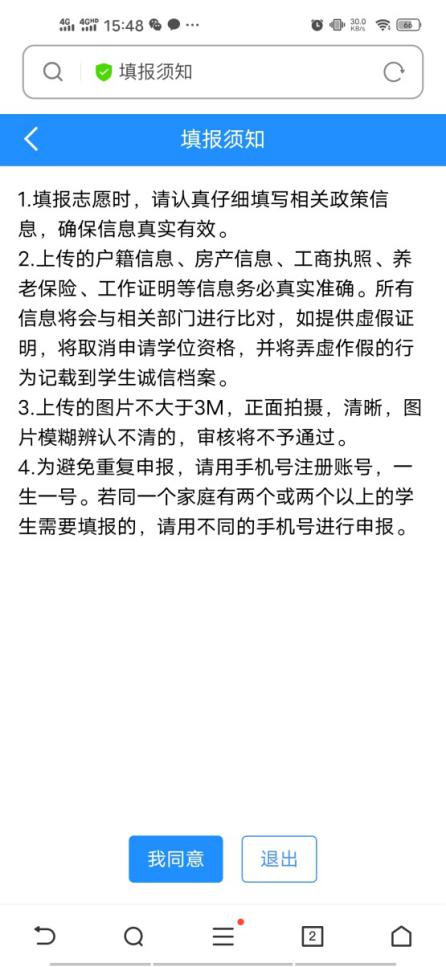 4G 4GHD 15:48 ... 30.0 KB/s 66
填报须知
填报须知
1.填报志愿时，请认真仔细填写相关政策信
息，确保信息真实有效。
2.上传的户籍信息、房产信息、工商执照、养
老保险、工作证明等信息务必真实准确。所有
信息将会与相关部门进行比对，如提供虚假证
明，将取消申请学位资格，并将弄虚作假的行
为记载到学生诚信档案。
3.上传的图片不大于3M，正面拍摄，清晰，图
片模糊辨认不清的，审核将不予通过。
4.为避免重复申报，请用手机号注册账号，一
生一号。若同一个家庭有两个或两个以上的学
生需要填报的，请用不同的手机号进行申报。
我同意 退出
2